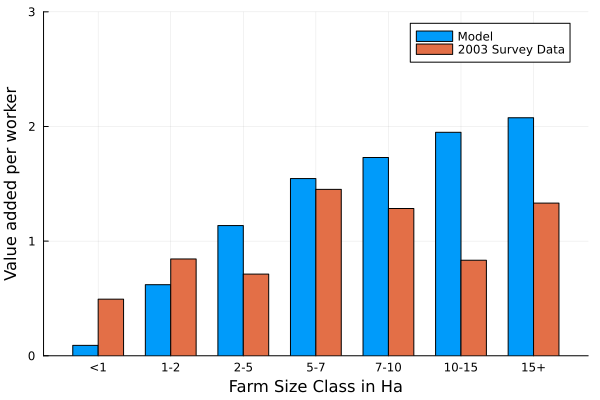 3
2
1
0
Value added per worker
Model
2003 Survey Data
<1 1-2 2-5 5-7 7-10 10-15 15+
Farm Size Class in Ha